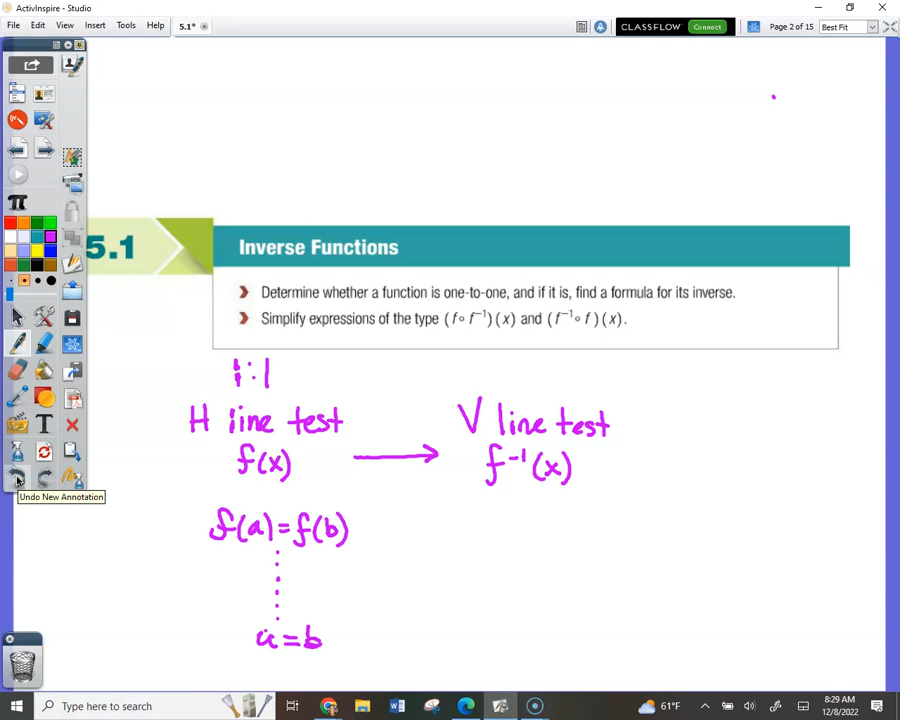 ActivInspire - Studio
File Edit View Insert Tools Help 5.1* CLASSFLOW Connect Page 2 of 15 Best Fit
5.1 Inverse Functions
Determine whether a function is one-to-one, and if it is, find a formula for its inverse.
Simplify expressions of the type (f∘f⁻¹)(x) and (f⁻¹∘f)(x).
1:1
H line test V line test
f(x) → f⁻¹(x)
Undo New Annotation
f(a)=f(b)
a=b
Type here to search 61°F 8:29 AM
12/8/2022